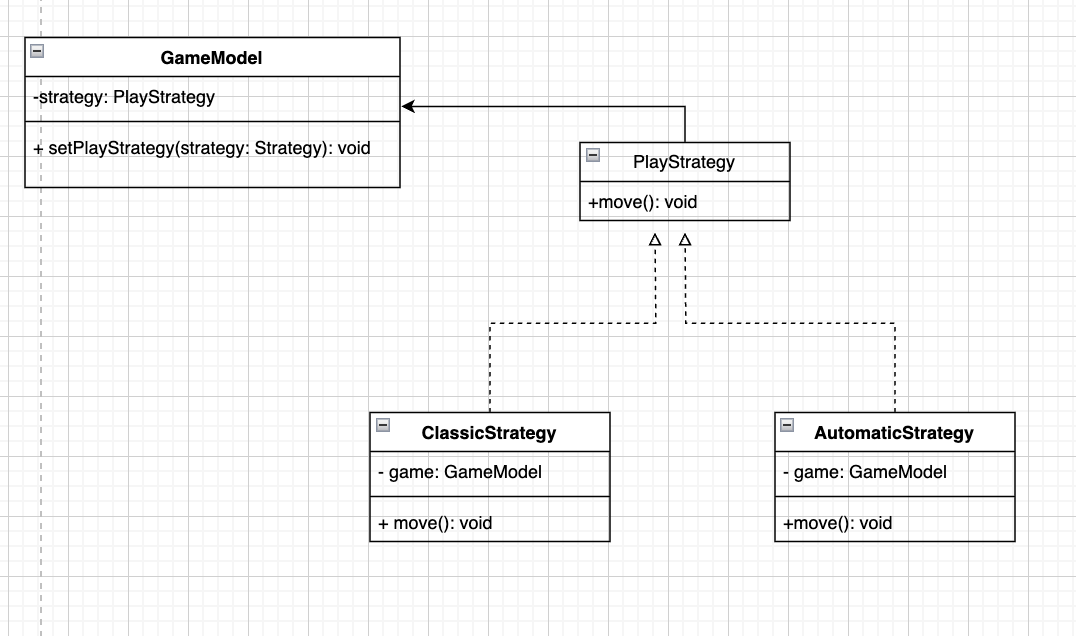 GameModel
-strategy: PlayStrategy
+ setPlayStrategy(strategy: Strategy): void
PlayStrategy
+move(): void
ClassicStrategy
- game: GameModel
+ move(): void
AutomaticStrategy
- game: GameModel
+move(): void